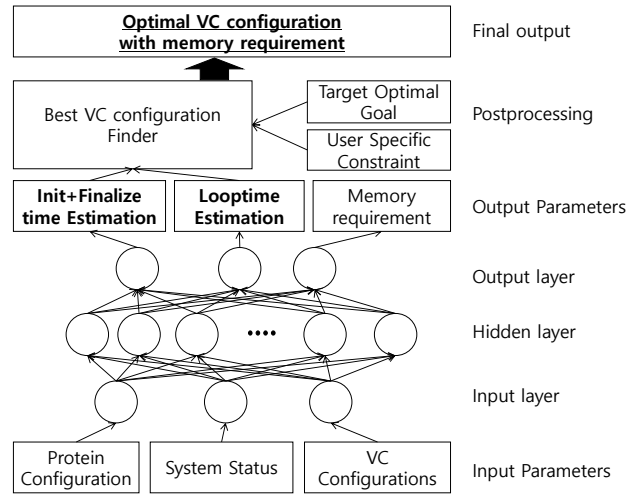 Optimal VC configuration
with memory requirement
Final output
Best VC configuration
Finder
Target Optimal
Goal
User Specific
Constraint
Postprocessing
Init+Finalize
time Estimation
Looptime
Estimation
Memory
requirement
Output Parameters
Output layer
Hidden layer
Input layer
Protein
Configuration
System Status
VC
Configurations
Input Parameters